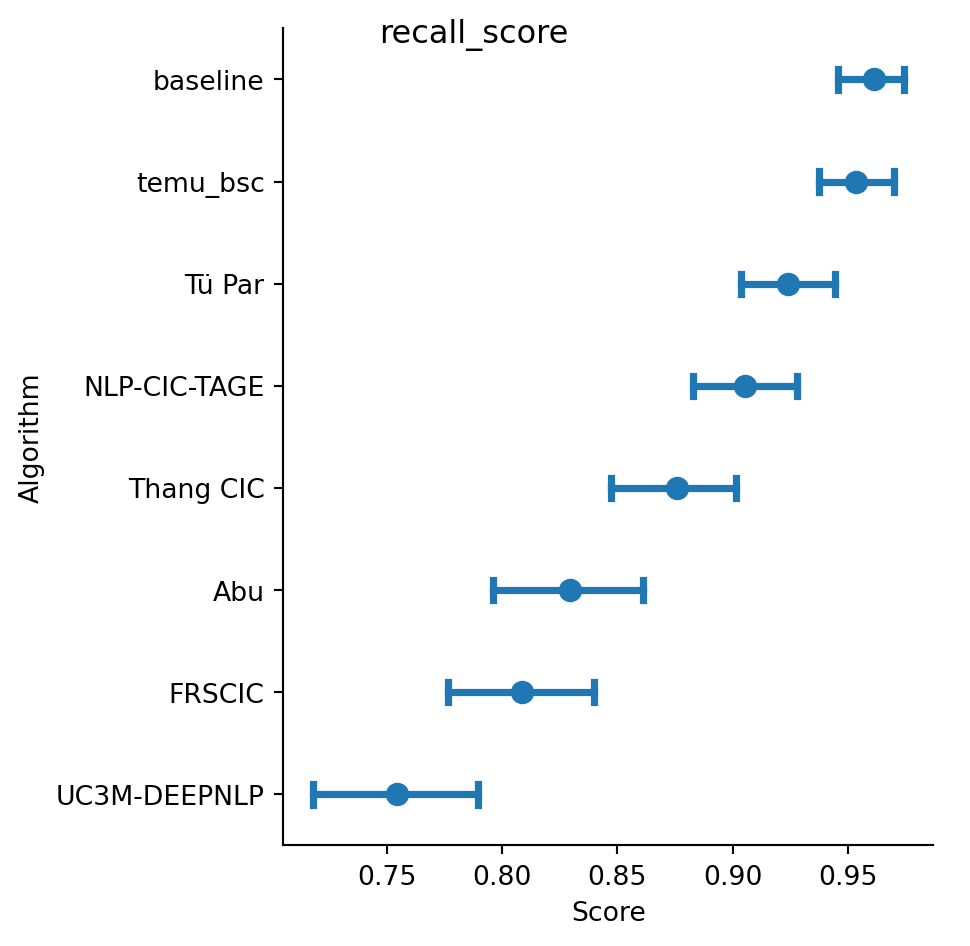 recall_score
baseline
temu_bsc
Tü Par
NLP-CIC-TAGE
Thang CIC
Abu
FRSCIC
UC3M-DEEPNLP
Algorithm
0.75 0.80 0.85 0.90 0.95
Score